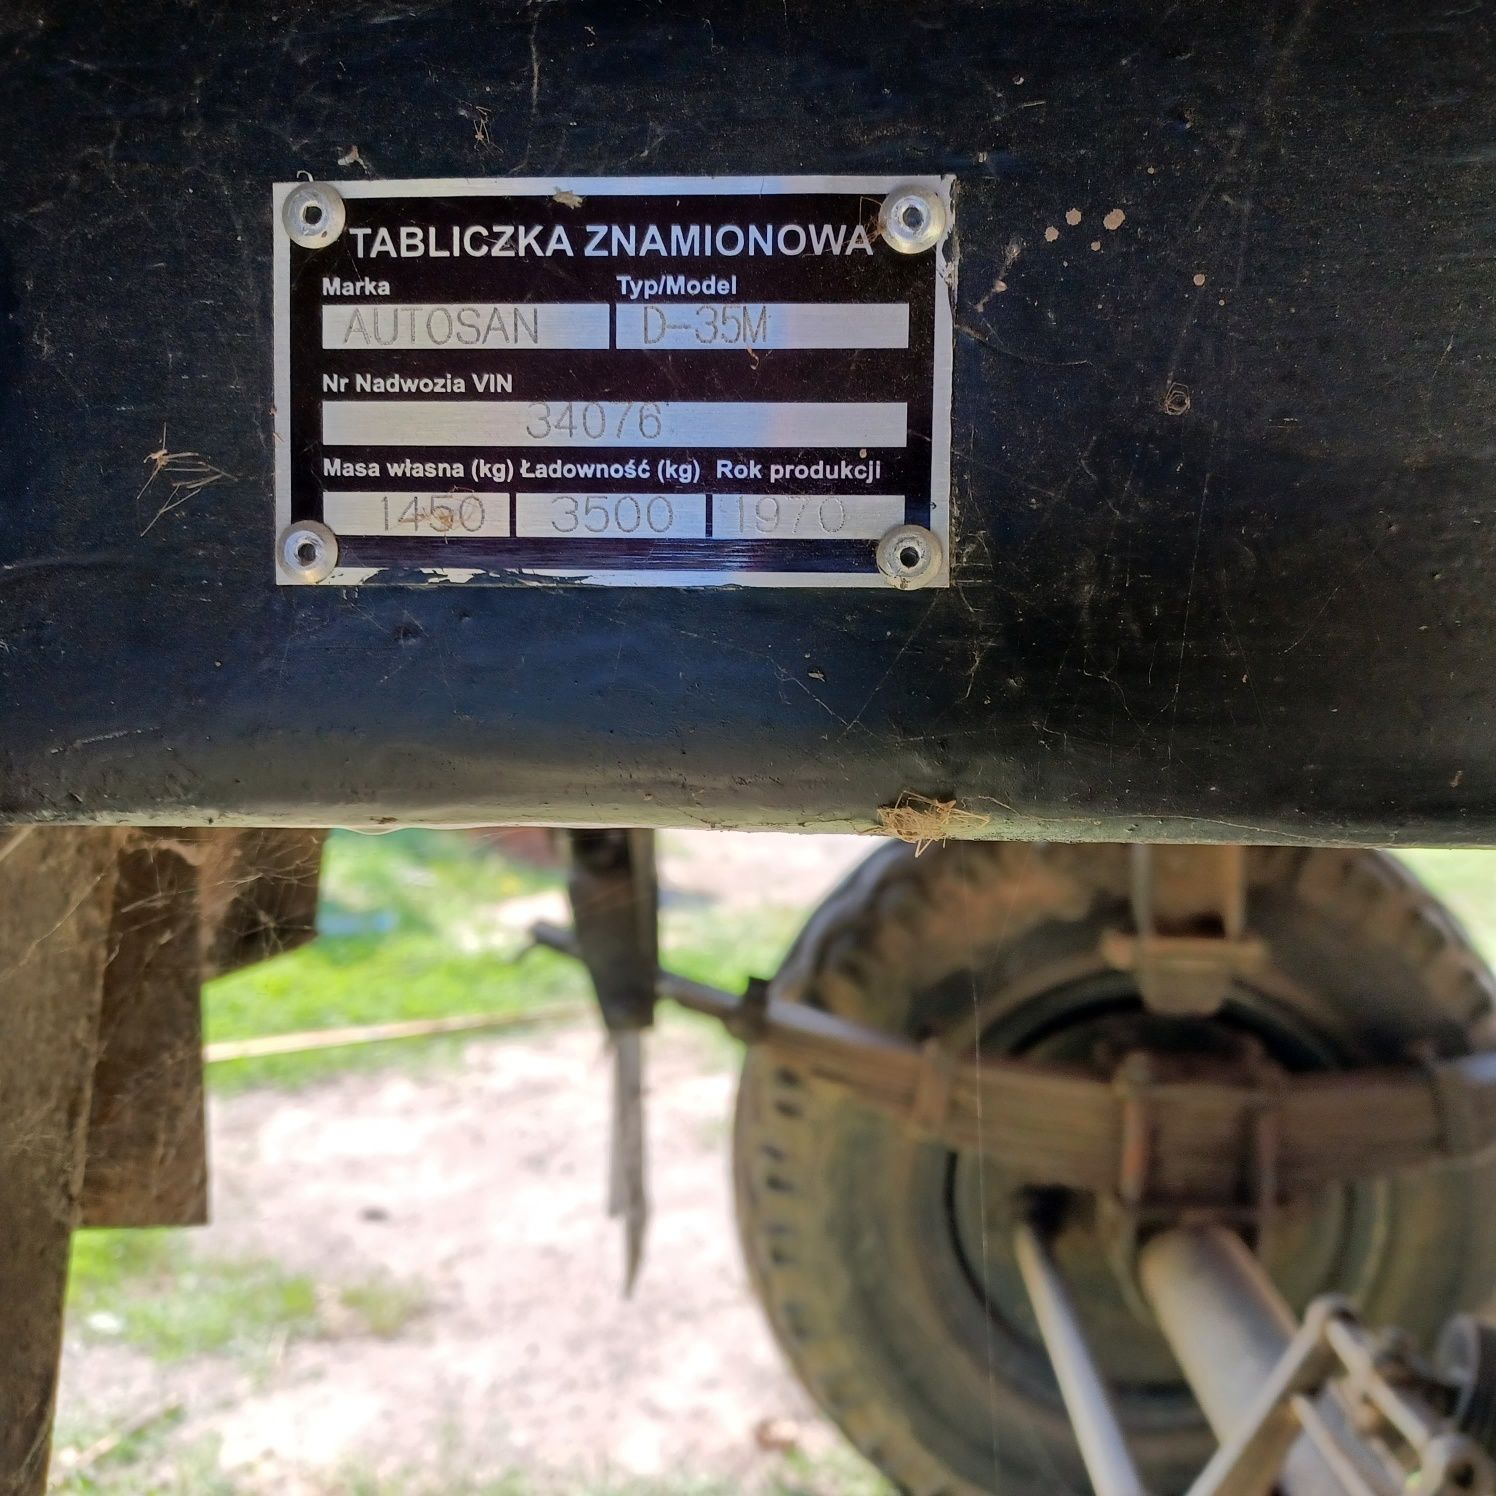 TABLICZKA ZNAMIONOWA
Marka Typ/Model
AUTOSAN D-35M
Nr Nadwozia VIN
34076
Masa własna (kg) Ładowność (kg) Rok produkcji
1450 3500 1970